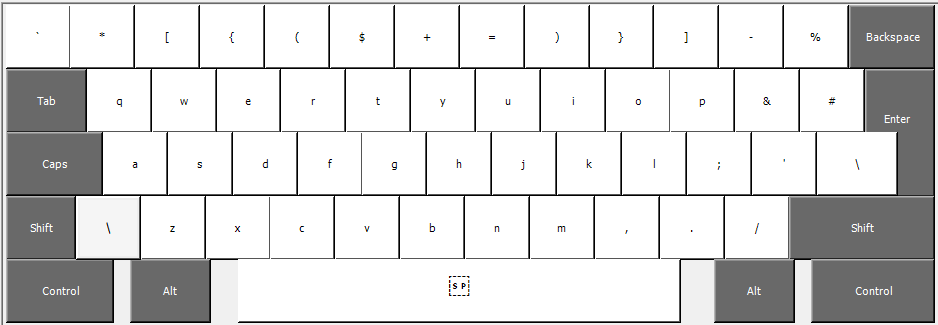 ` * [ { ( $ + = ) } ] - % Backspace
Tab q w e r t y u i o p & # Enter
Caps a s d f g h j k l ; ' \
Shift \ z x c v b n m , . / Shift
Control Alt SP Alt Control